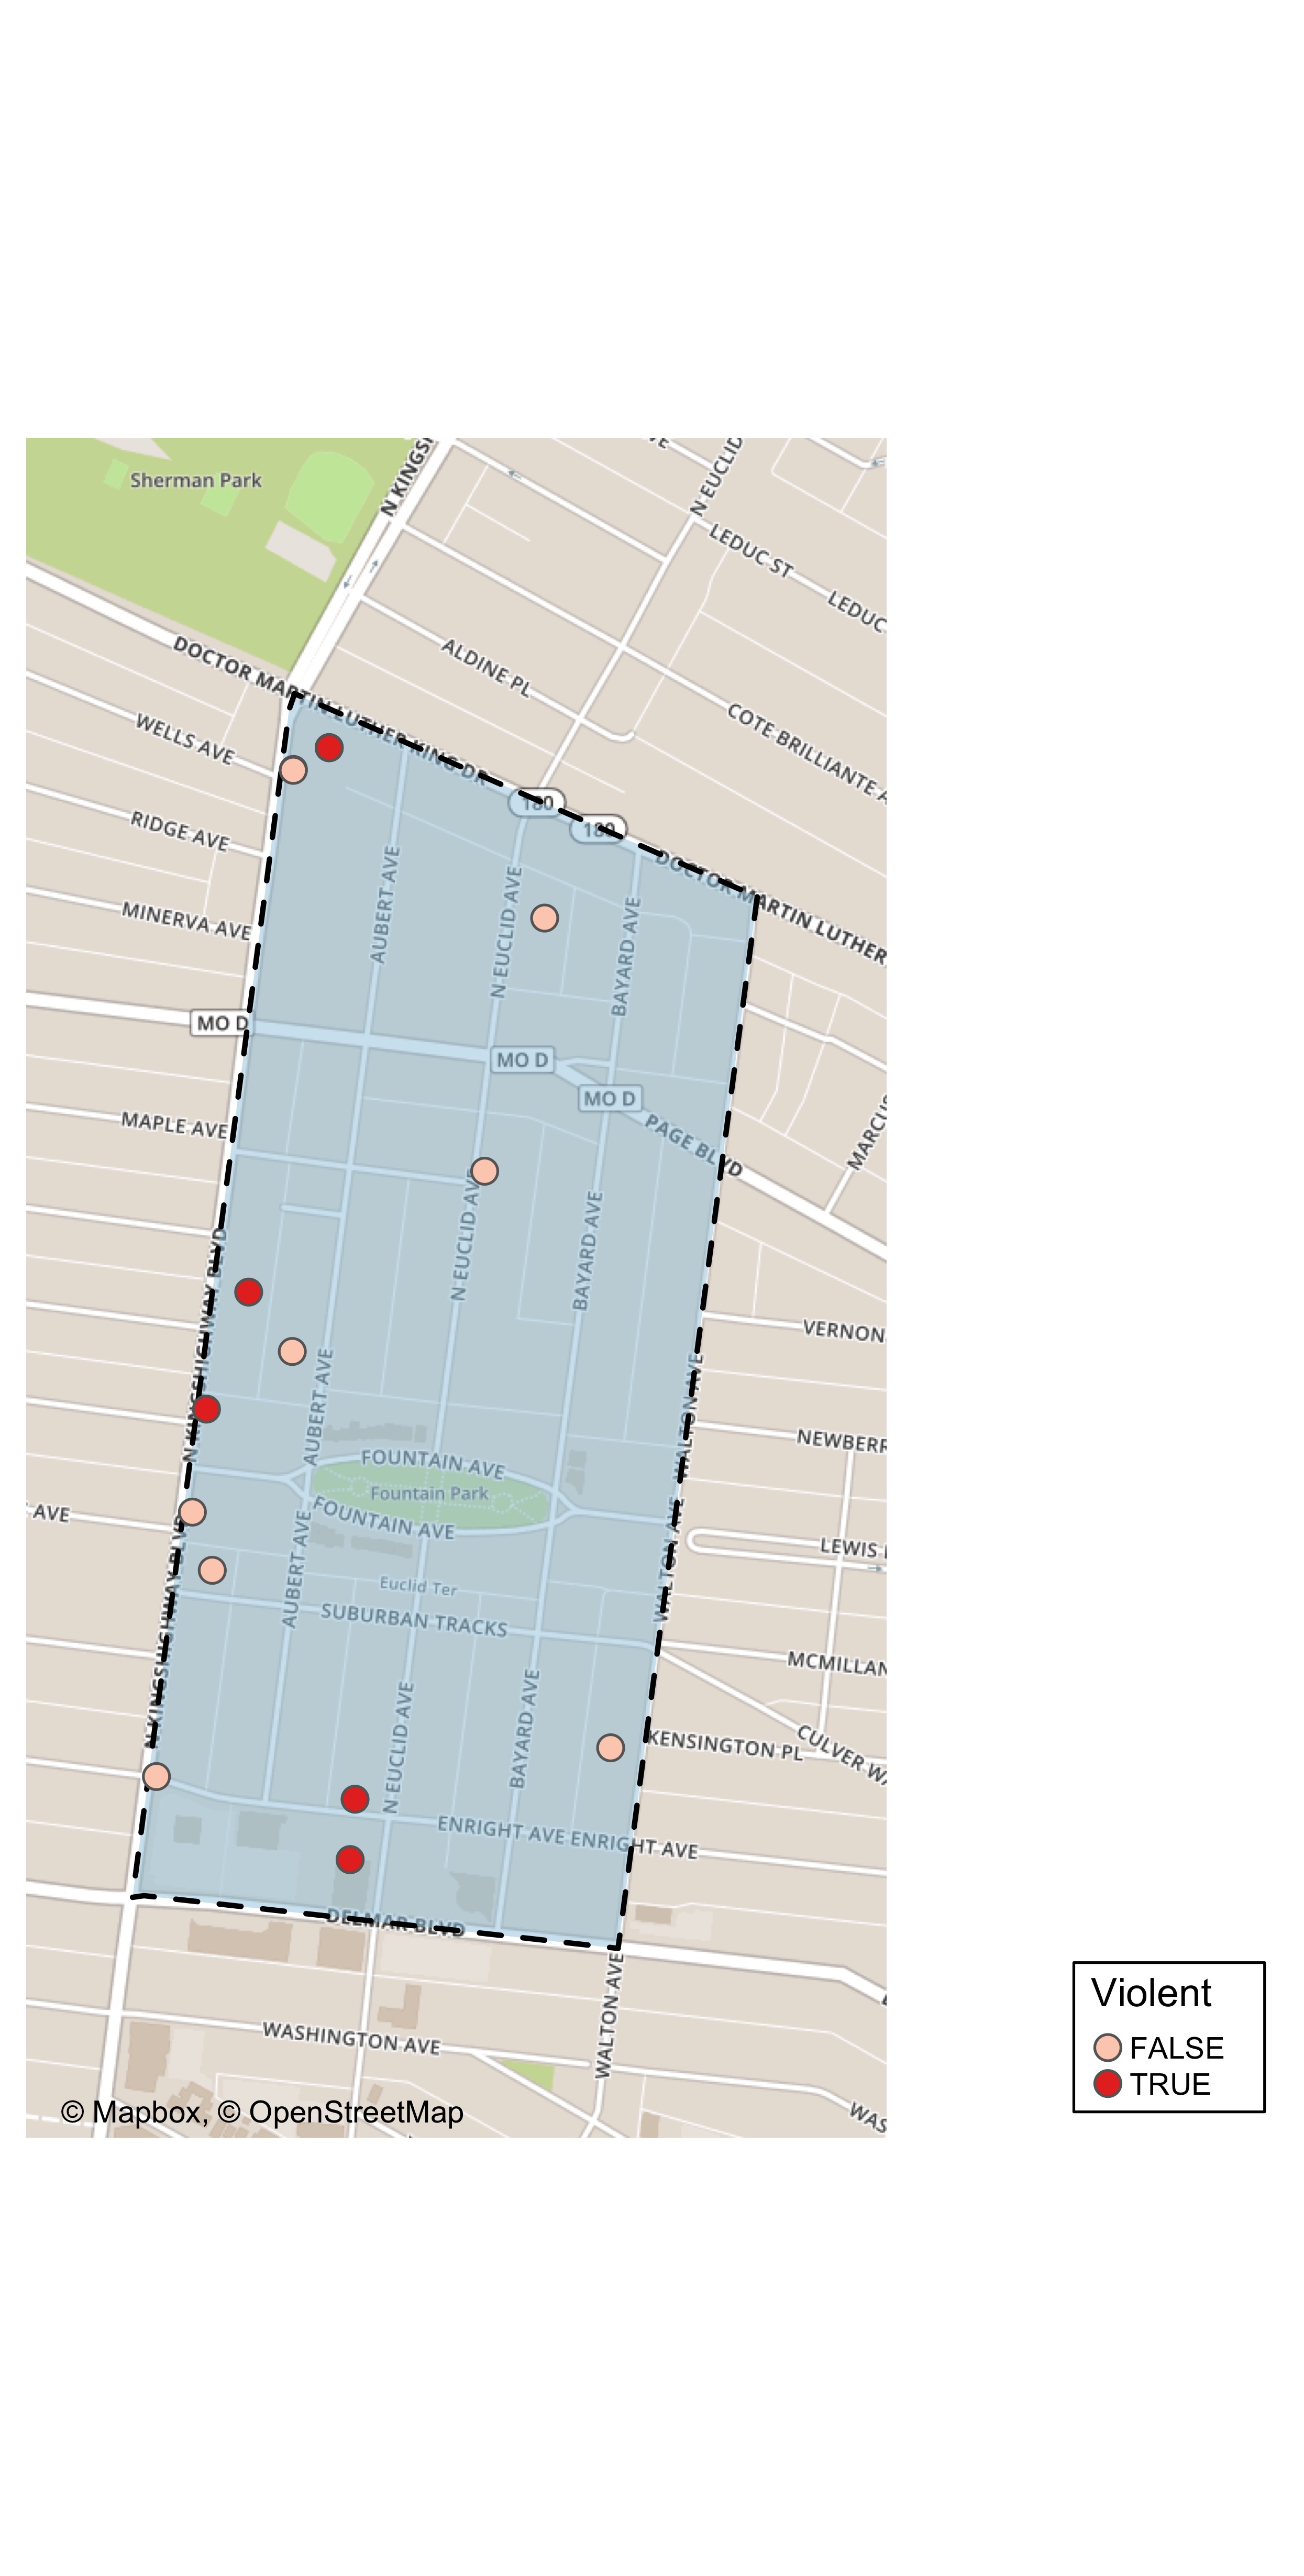 Sherman Park
N EUCLID
LEDUC ST
LEDUC
ALDINE PL
DOCTOR MARTIN LUTHER KING DR
WELLS AVE
COTE BRILLIANTE
RIDGE AVE
180
180
DOCTOR MARTIN LUTHER
AUBERT AVE
N EUCLID AVE
BAYARD AVE
MINERVA AVE
MO D
MO D
MO D
PAGE BLVD
MAPLE AVE
N EUCLID AVE
BAYARD AVE
N KINGSHIGHWAY BLVD
VERNON
AUBERT AVE
WALTON AVE
NEWBERR
FOUNTAIN AVE
Fountain Park
FOUNTAIN AVE
AVE
AUBERT AVE
WALTON AVE
LEWIS
Euclid Ter
SUBURBAN TRACKS
N KINGSHIGHWAY BLVD
MCMILLAN
N EUCLID AVE
BAYARD AVE
KENSINGTON PL
CULVER
ENRIGHT AVE ENRIGHT AVE
DELMAR BLVD
WALTON AVE
WASHINGTON AVE
WAS
© Mapbox, © OpenStreetMap
Violent
FALSE
TRUE